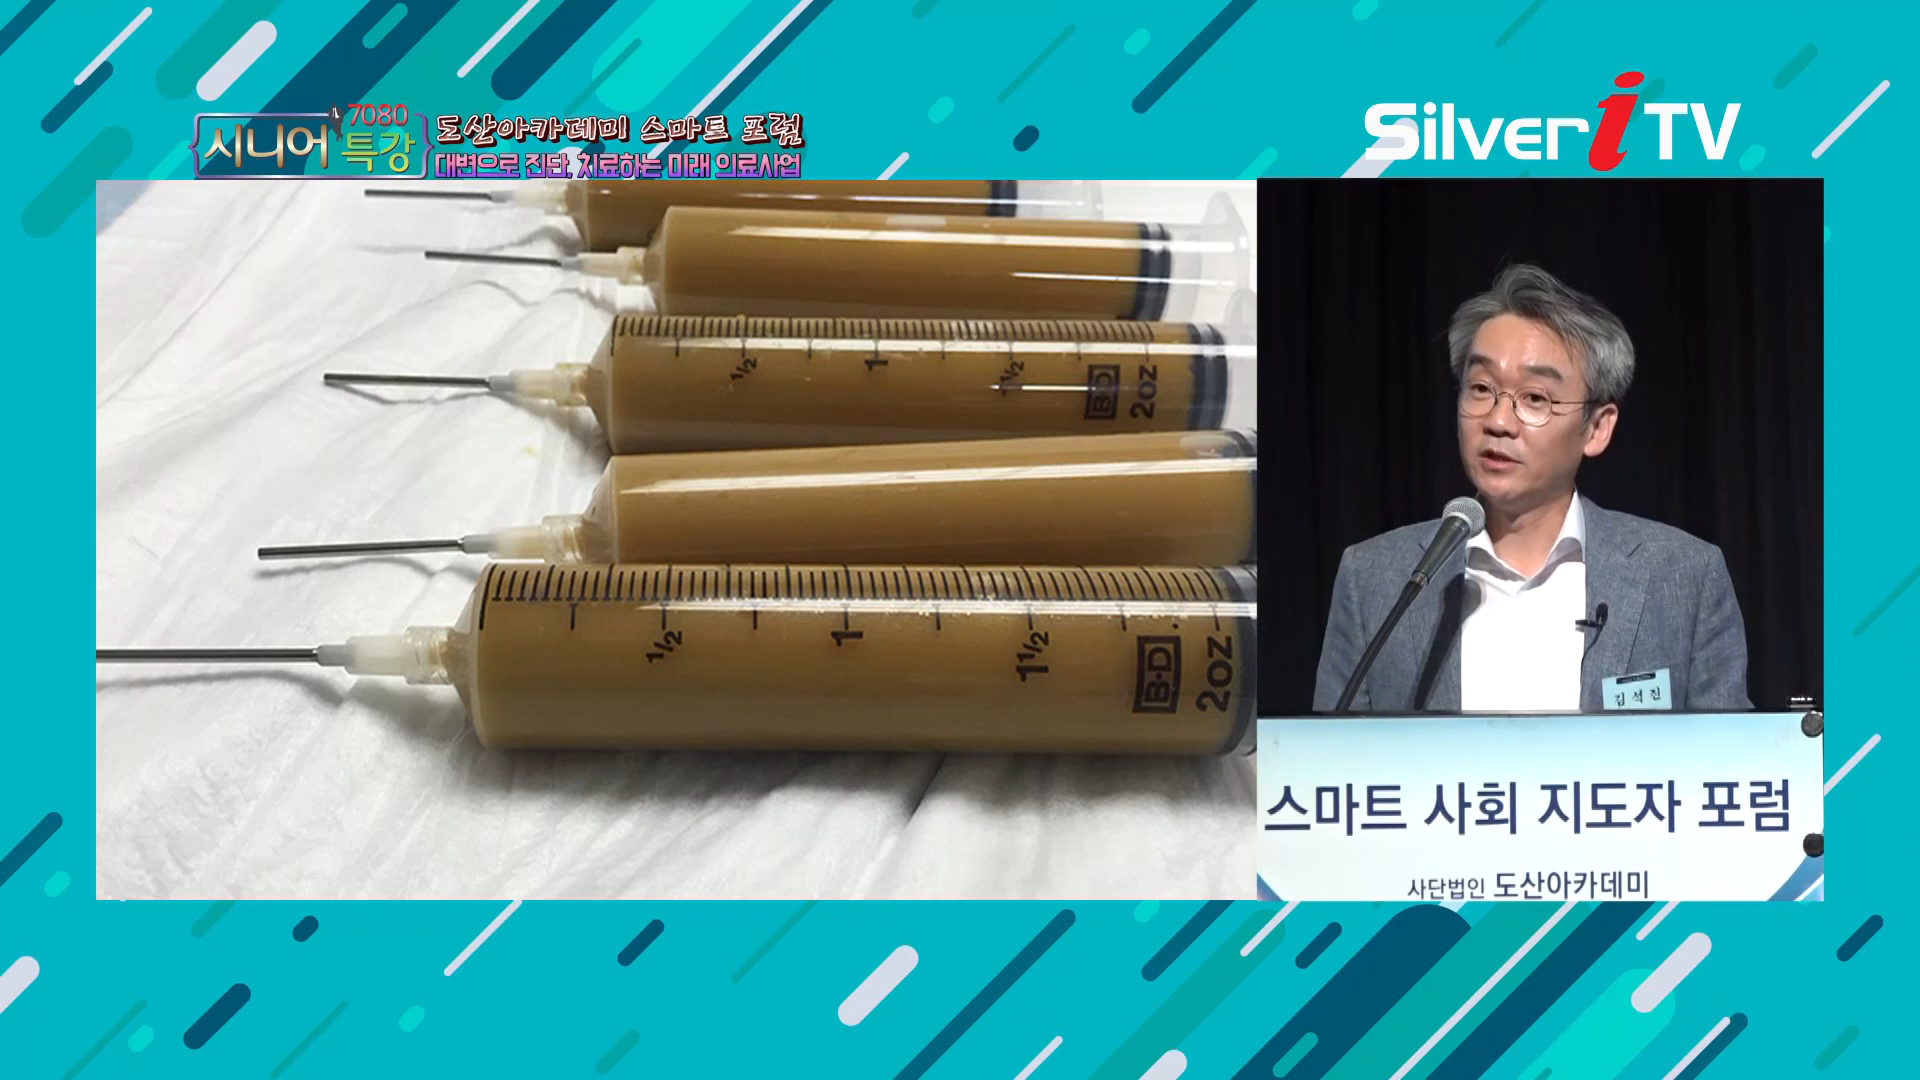 7080
시니어 특강
도산아카데미 스마트 포럼
대변으로 진단, 치료하는 미래 의료사업
Silver i TV
1/2
1
1 1/2
B-D
2oz
1/2
1
1 1/2
B-D
2oz
김석진
스마트 사회 지도자 포럼
사단법인 도산아카데미